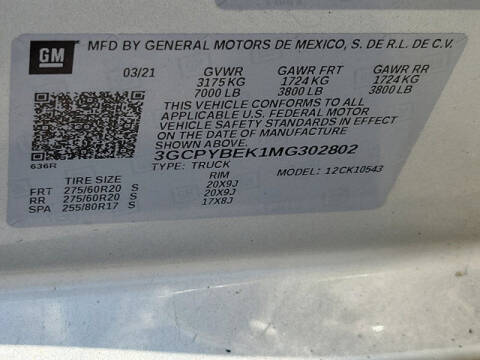 GM MFD BY GENERAL MOTORS DE MEXICO, S. DE R.L. DE C.V.
03/21 GVWR GAWR FRT GAWR RR
3175 KG 1724 KG 1724 KG
7000 LB 3800 LB 3800 LB
THIS VEHICLE CONFORMS TO ALL
APPLICABLE U.S. FEDERAL MOTOR
VEHICLE SAFETY STANDARDS IN EFFECT
ON THE DATE OF MANUFACTURE
SHOWN ABOVE.
3GCPYBEK1MG302802
636R
TYPE: TRUCK MODEL: 12CK10543
TIRE SIZE RIM
FRT 275/60R20 S 20X9J
RR 275/60R20 S 20X9J
SPA 255/80R17 S 17X8J